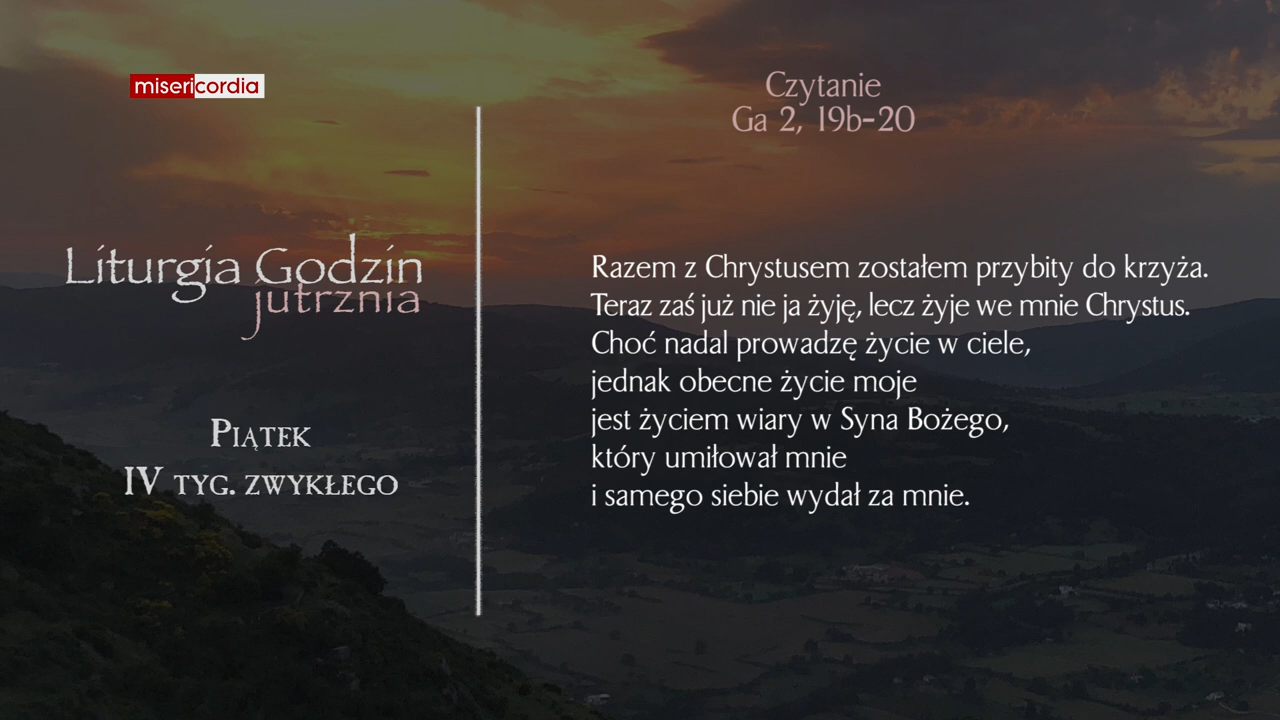 misericordia
Liturgia Godzin
jutrznia
Piątek
IV tyg. zwykłego
Czytanie
Ga 2, 19b-20
Razem z Chrystusem zostałem przybity do krzyża.
Teraz zaś już nie ja żyję, lecz żyje we mnie Chrystus.
Choć nadal prowadzę życie w ciele,
jednak obecne życie moje
jest życiem wiary w Syna Bożego,
który umiłował mnie
i samego siebie wydał za mnie.